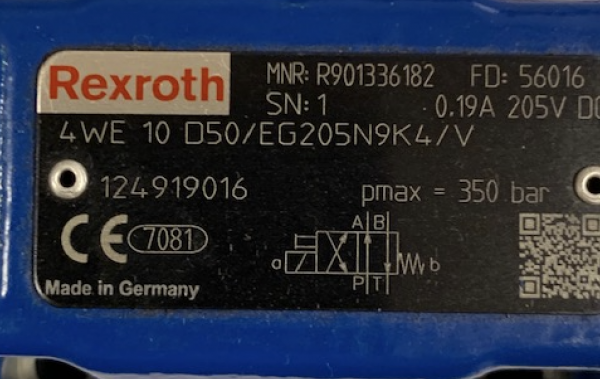 Rexroth
MNR: R901336182 FD: 56016
SN: 1 0.19A 205V DC
4WE 10 D50/EG205N9K4/V
124919016 pmax = 350 bar
CE 7081
A B
a b
P T
Made in Germany